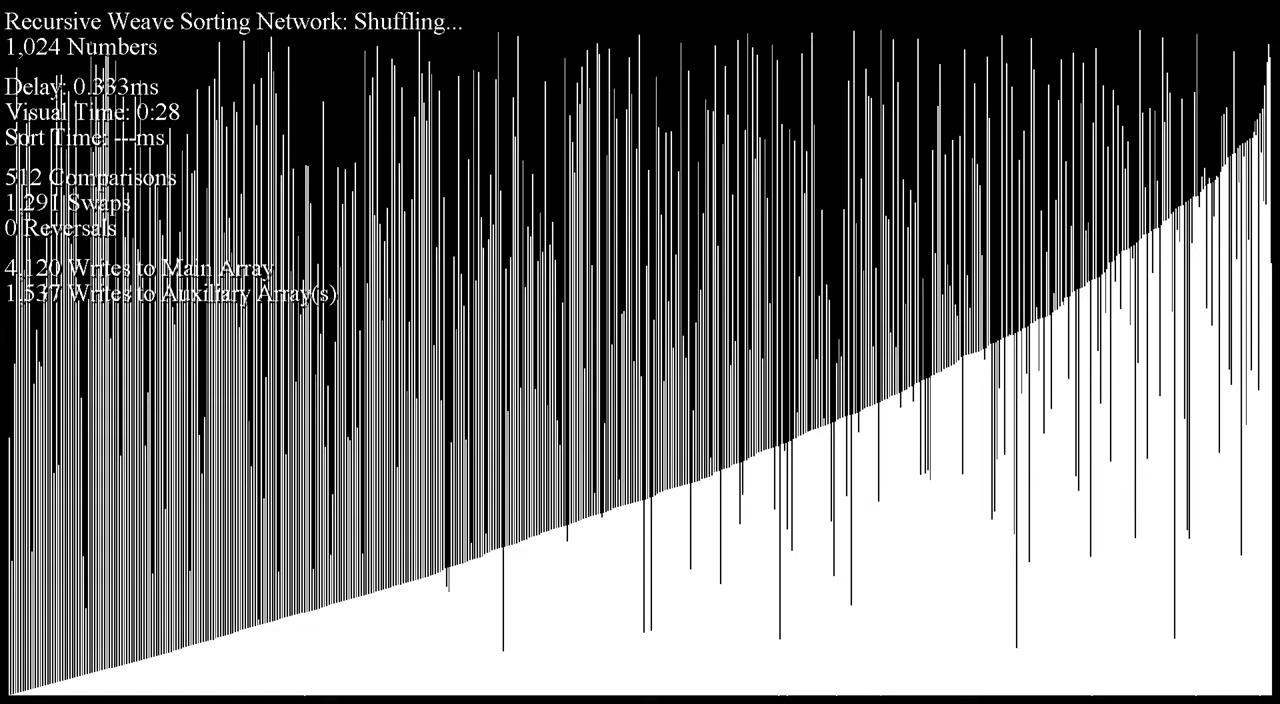 Recursive Weave Sorting Network: Shuffling...
1,024 Numbers
Delay: 0.333ms
Visual Time: 0:28
Sort Time: ---ms
512 Comparisons
1,291 Swaps
0 Reversals
4,120 Writes to Main Array
1,537 Writes to Auxiliary Array(s)